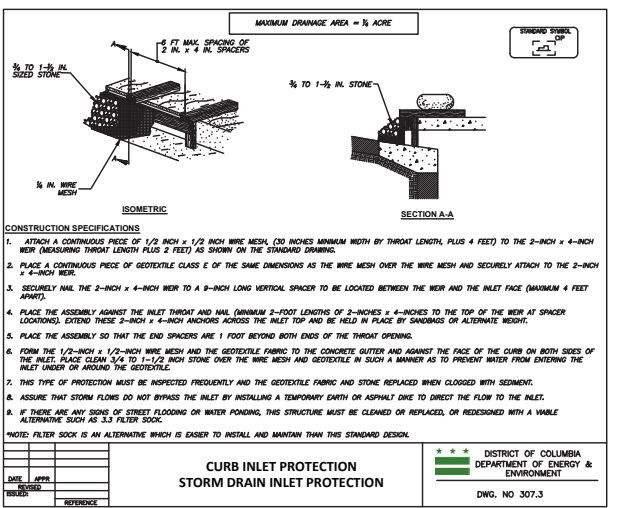 MAXIMUM DRAINAGE AREA = ¼ ACRE
STANDARD SYMBOL
CIP
A
6 FT MAX. SPACING OF
2 IN. x 4 IN. SPACERS
¾ TO 1-½ IN.
SIZED STONE
¾ TO 1-½ IN. STONE
A
¼ IN. WIRE
MESH
ISOMETRIC
SECTION A-A
CONSTRUCTION SPECIFICATIONS
1. ATTACH A CONTINUOUS PIECE OF 1/2 INCH x 1/2 INCH WIRE MESH, (30 INCHES MINIMUM WIDTH BY THROAT LENGTH, PLUS 4 FEET) TO THE 2-INCH x 4-INCH
WEIR (MEASURING THROAT LENGTH PLUS 2 FEET) AS SHOWN ON THE STANDARD DRAWING.
2. PLACE A CONTINUOUS PIECE OF GEOTEXTILE CLASS E OF THE SAME DIMENSIONS AS THE WIRE MESH OVER THE WIRE MESH AND SECURELY ATTACH TO THE 2-INCH
x 4-INCH WEIR.
3. SECURELY NAIL THE 2-INCH x 4-INCH WEIR TO A 9-INCH LONG VERTICAL SPACER TO BE LOCATED BETWEEN THE WEIR AND THE INLET FACE (MAXIMUM 4 FEET
APART).
4. PLACE THE ASSEMBLY AGAINST THE INLET THROAT AND NAIL (MINIMUM 2-FOOT LENGTHS OF 2-INCHES x 4-INCHES TO THE TOP OF THE WEIR AT SPACER
LOCATIONS). EXTEND THESE 2-INCH x 4-INCH ANCHORS ACROSS THE INLET TOP AND BE HELD IN PLACE BY SANDBAGS OR ALTERNATE WEIGHT.
5. PLACE THE ASSEMBLY SO THAT THE END SPACERS ARE 1 FOOT BEYOND BOTH ENDS OF THE THROAT OPENING.
6. FORM THE 1/2-INCH x 1/2-INCH WIRE MESH AND THE GEOTEXTILE FABRIC TO THE CONCRETE GUTTER AND AGAINST THE FACE OF THE CURB ON BOTH SIDES OF
THE INLET. PLACE CLEAN 3/4 TO 1-1/2 INCH STONE OVER THE WIRE MESH AND GEOTEXTILE IN SUCH A MANNER AS TO PREVENT WATER FROM ENTERING THE
INLET UNDER OR AROUND THE GEOTEXTILE.
7. THIS TYPE OF PROTECTION MUST BE INSPECTED FREQUENTLY AND THE GEOTEXTILE FABRIC AND STONE REPLACED WHEN CLOGGED WITH SEDIMENT.
8. ASSURE THAT STORM FLOWS DO NOT BYPASS THE INLET BY INSTALLING A TEMPORARY EARTH OR ASPHALT DIKE TO DIRECT THE FLOW TO THE INLET.
9. IF THERE ARE ANY SIGNS OF STREET FLOODING OR WATER PONDING, THIS STRUCTURE MUST BE CLEANED OR REPLACED, OR REDESIGNED WITH A VIABLE
ALTERNATIVE SUCH AS 3.3 FILTER SOCK.
*NOTE: FILTER SOCK IS AN ALTERNATIVE WHICH IS EASIER TO INSTALL AND MAINTAIN THAN THIS STANDARD DESIGN.
DATE APPR
REVISED
ISSUED:
REFERENCE
CURB INLET PROTECTION
STORM DRAIN INLET PROTECTION
DISTRICT OF COLUMBIA
DEPARTMENT OF ENERGY &
ENVIRONMENT
DWG. NO 307.3